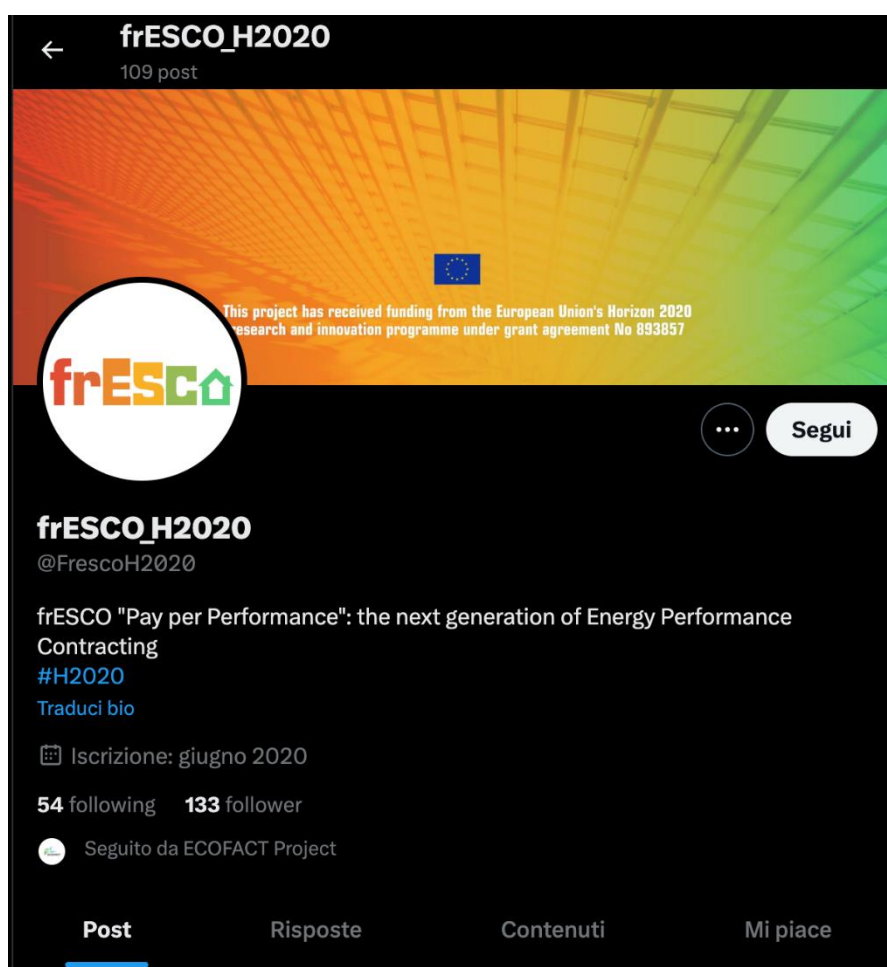 frESCO_H2020
109 post
This project has received funding from the European Union's Horizon 2020
research and innovation programme under grant agreement No 893857
frESCO
Segui
frESCO_H2020
@FrescoH2020
frESCO "Pay per Performance": the next generation of Energy Performance
Contracting
#H2020
Traduci bio
Iscrizione: giugno 2020
54 following 133 follower
Seguito da ECOFACT Project
Post Risposte Contenuti Mi piace